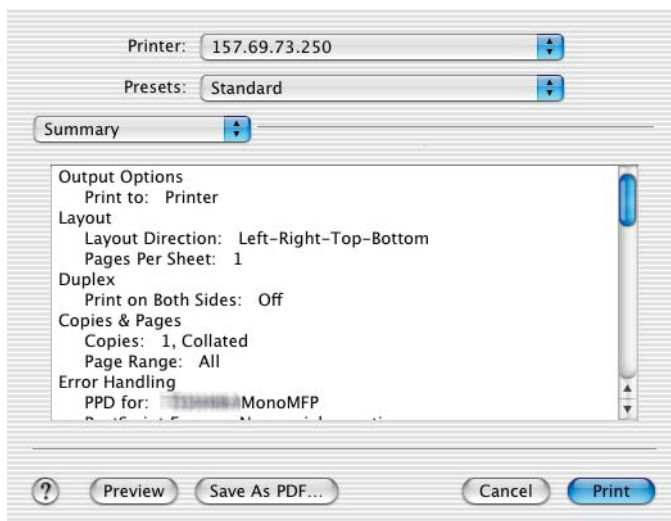 Printer: 157.69.73.250
Presets: Standard
Summary
Output Options
Print to: Printer
Layout
Layout Direction: Left-Right-Top-Bottom
Pages Per Sheet: 1
Duplex
Print on Both Sides: Off
Copies & Pages
Copies: 1, Collated
Page Range: All
Error Handling
PPD for: MonoMFP
? Preview Save As PDF... Cancel Print